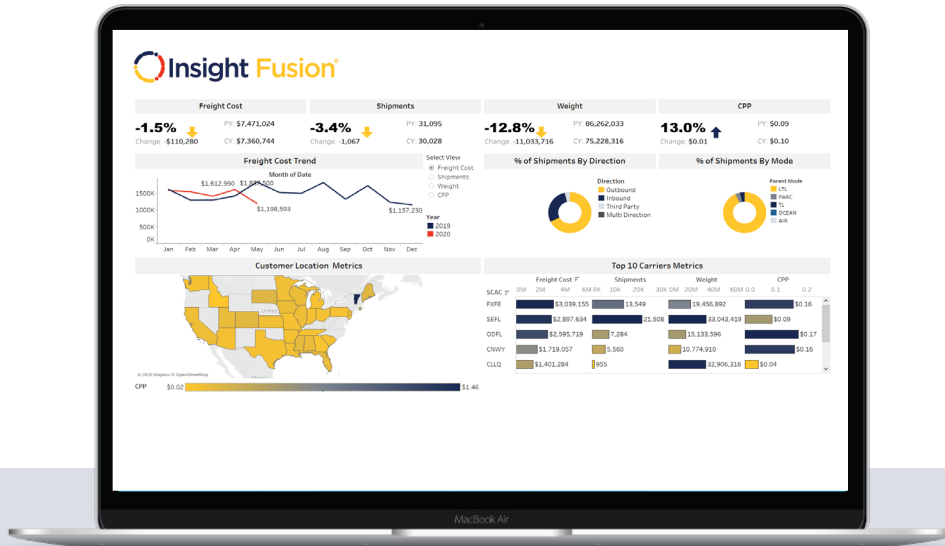 Insight Fusion®
Freight Cost
Shipments
Weight
CPP
-1.5%
PY: $7,471,024
Change: -$110,280
CY: $7,360,744
-3.4%
PY: 31,095
Change: -1,067
CY: 30,028
-12.8%
PY: 86,262,033
Change: -11,033,716
CY: 75,228,316
13.0%
PY: $0.09
Change: $0.01
CY: $0.10
Freight Cost Trend
Month of Date
1500K
1000K
500K
0K
$1,612,990
$1,198,593
$1,157,230
Jan Feb Mar Apr May Jun Jul Aug Sep Oct Nov Dec
Select View
Freight Cost
Shipments
Weight
CPP
Year
2019
2020
% of Shipments By Direction
Direction
Outbound
Inbound
Third Party
Multi Direction
% of Shipments By Mode
Parent Mode
LTL
PARC
TL
OCEAN
AIR
Customer Location Metrics
United
© 2020 Mapbox © OpenStreetMap
CPP $0.02 $1.46
Top 10 Carriers Metrics
Freight Cost Shipments Weight CPP
SCAC 0M 2M 4M 6M 0K 10K 20K 30K 0M 20M 40M 60M 0.0 0.1 0.2
FXPE $3,039,155 13,549 19,456,892 $0.16
SEFL $2,897,634 21,508 33,043,419 $0.09
ODFL $2,595,719 7,284 15,133,596 $0.17
CNWY $1,719,057 5,560 10,774,910 $0.16
CLLQ $1,401,284 955 32,906,316 $0.04
MacBook Air